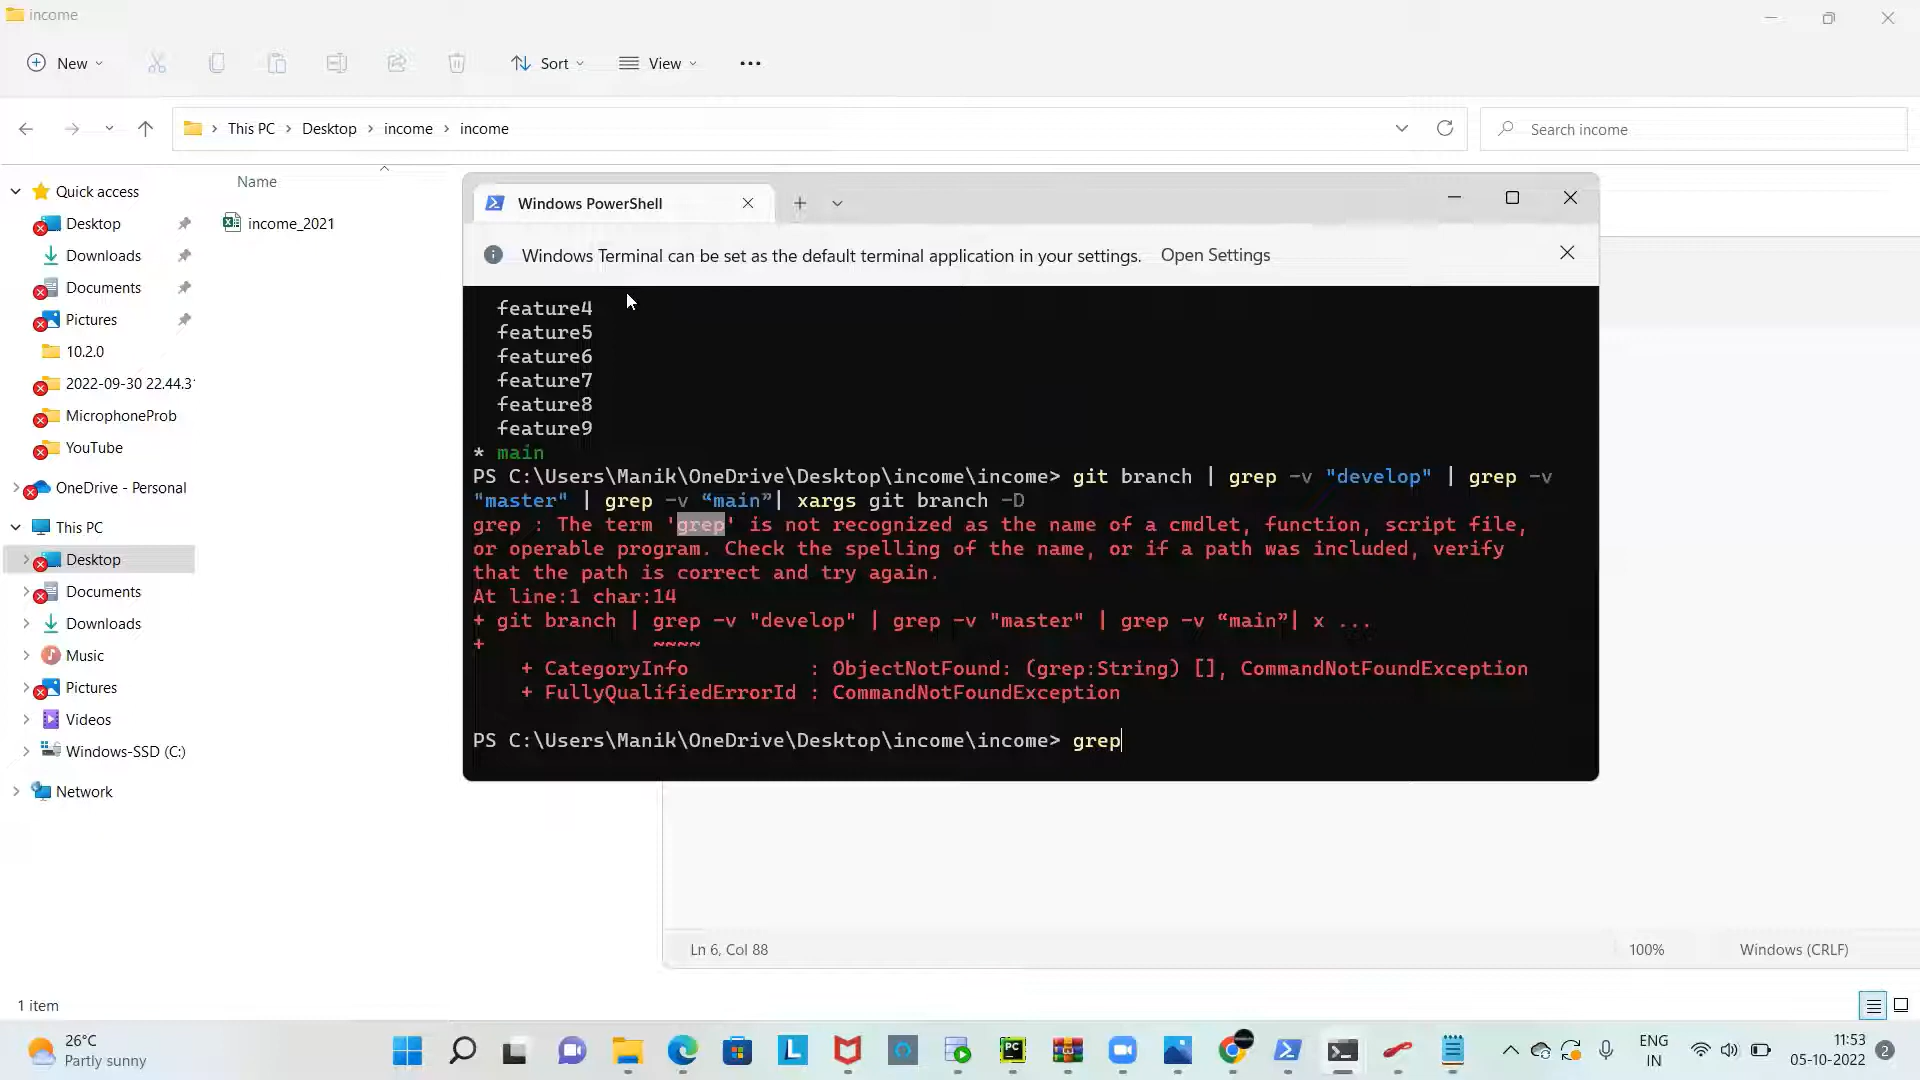 income
New
Sort
View
This PC
Desktop
income
income
Search income
Name
Quick access
Desktop
Downloads
Documents
Pictures
10.2.0
2022-09-30 22.44.3
MicrophoneProb
YouTube
OneDrive - Personal
This PC
Desktop
Documents
Downloads
Music
Pictures
Videos
Windows-SSD (C:)
Network
income_2021
Windows PowerShell
Windows Terminal can be set as the default terminal application in your settings. Open Settings
feature4
feature5
feature6
feature7
feature8
feature9
* main
PS C:\Users\Manik\OneDrive\Desktop\income\income> git branch | grep -v "develop" | grep -v
"master" | grep -v “main”| xargs git branch -D
grep : The term 'grep' is not recognized as the name of a cmdlet, function, script file,
or operable program. Check the spelling of the name, or if a path was included, verify
that the path is correct and try again.
At line:1 char:14
+ git branch | grep -v "develop" | grep -v "master" | grep -v “main”| x ...
+ ~~~~
+ CategoryInfo : ObjectNotFound: (grep:String) [], CommandNotFoundException
+ FullyQualifiedErrorId : CommandNotFoundException
PS C:\Users\Manik\OneDrive\Desktop\income\income> grep
Ln 6, Col 88
100%
Windows (CRLF)
1 item
26°C
Partly sunny
L
PC
ENG
IN
11:53
05-10-2022
2